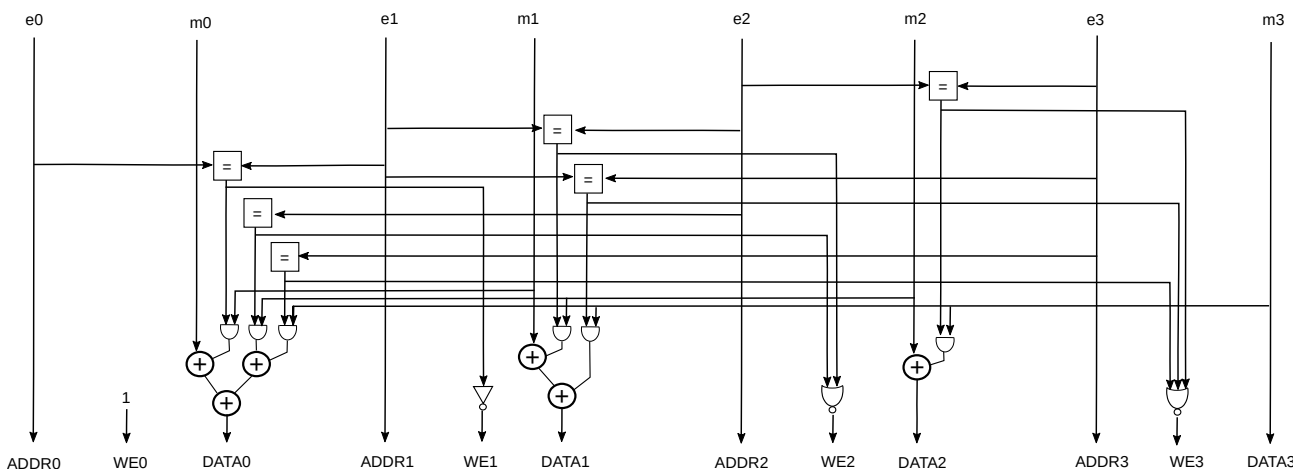 e0 m0 e1 m1 e2 m2 e3 m3
=
=
=
=
=
=
+ + + +
+ +
1
ADDR0 WE0 DATA0 ADDR1 WE1 DATA1 ADDR2 WE2 DATA2 ADDR3 WE3 DATA3